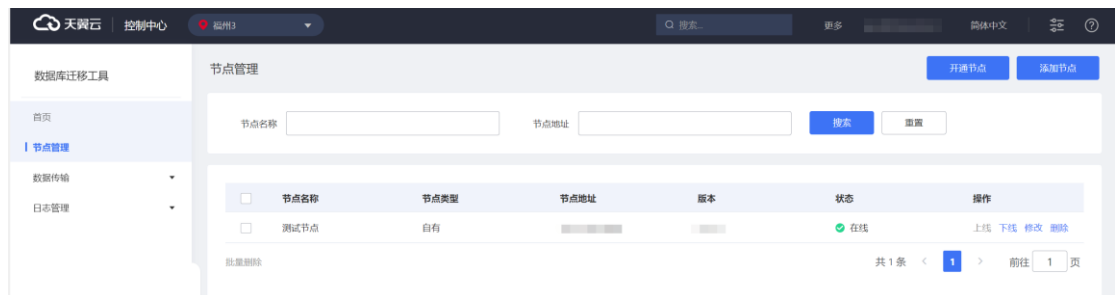 天翼云 控制中心 福州3 搜索... 更多 简体中文
数据库迁移工具
首页
节点管理
数据传输
日志管理
节点管理 开通节点 添加节点
节点名称 节点地址 搜索 重置
节点名称 节点类型 节点地址 版本 状态 操作
测试节点 自有 在线 上线 下线 修改 删除
批量删除 共 1 条 1 前往 1 页